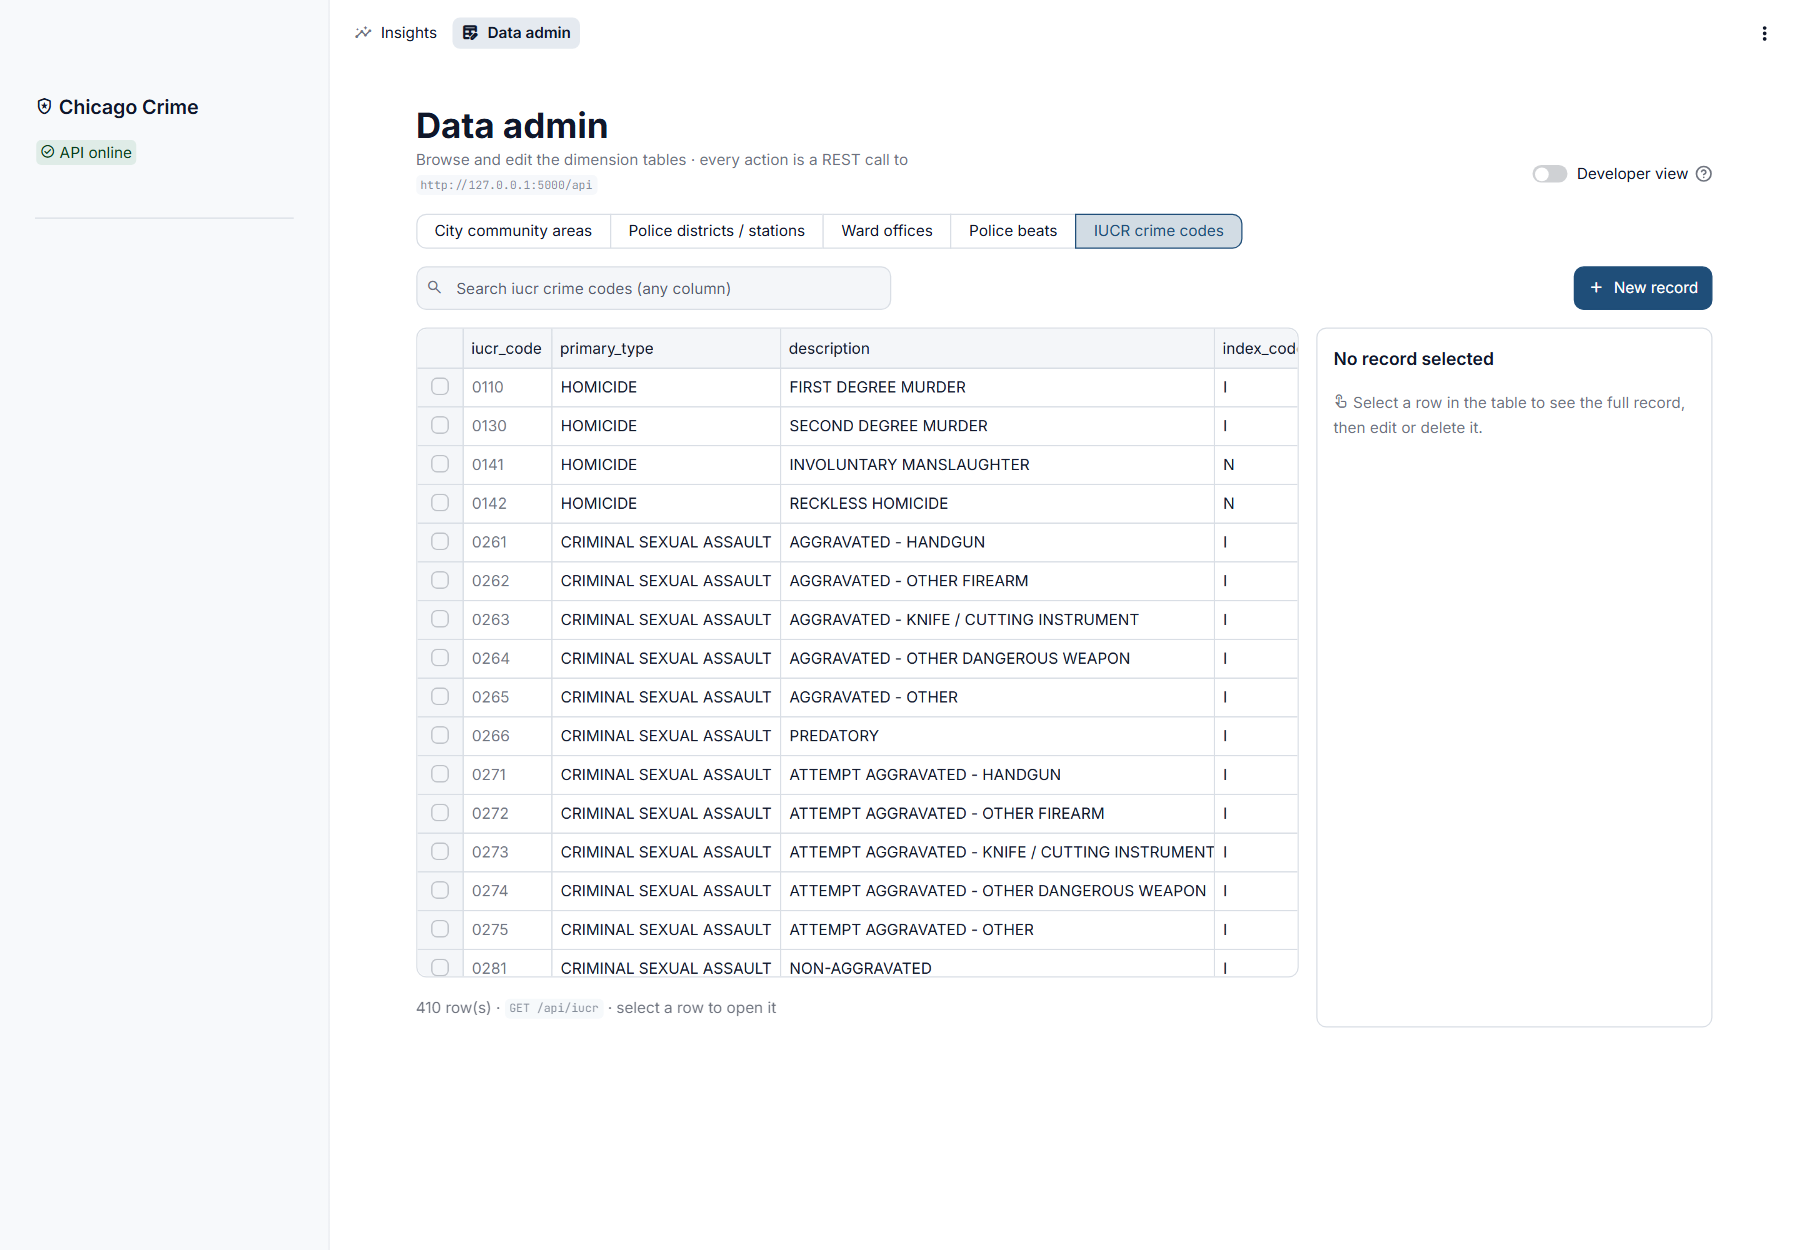 Insights
Data admin
Chicago Crime
API online
Data admin
Browse and edit the dimension tables · every action is a REST call to
http://127.0.0.1:5000/api
Developer view
City community areas
Police districts / stations
Ward offices
Police beats
IUCR crime codes
Search iucr crime codes (any column)
+ New record
iucr_code primary_type description index_cod
0110 HOMICIDE FIRST DEGREE MURDER I
0130 HOMICIDE SECOND DEGREE MURDER I
0141 HOMICIDE INVOLUNTARY MANSLAUGHTER N
0142 HOMICIDE RECKLESS HOMICIDE N
0261 CRIMINAL SEXUAL ASSAULT AGGRAVATED - HANDGUN I
0262 CRIMINAL SEXUAL ASSAULT AGGRAVATED - OTHER FIREARM I
0263 CRIMINAL SEXUAL ASSAULT AGGRAVATED - KNIFE / CUTTING INSTRUMENT I
0264 CRIMINAL SEXUAL ASSAULT AGGRAVATED - OTHER DANGEROUS WEAPON I
0265 CRIMINAL SEXUAL ASSAULT AGGRAVATED - OTHER I
0266 CRIMINAL SEXUAL ASSAULT PREDATORY I
0271 CRIMINAL SEXUAL ASSAULT ATTEMPT AGGRAVATED - HANDGUN I
0272 CRIMINAL SEXUAL ASSAULT ATTEMPT AGGRAVATED - OTHER FIREARM I
0273 CRIMINAL SEXUAL ASSAULT ATTEMPT AGGRAVATED - KNIFE / CUTTING INSTRUMENT I
0274 CRIMINAL SEXUAL ASSAULT ATTEMPT AGGRAVATED - OTHER DANGEROUS WEAPON I
0275 CRIMINAL SEXUAL ASSAULT ATTEMPT AGGRAVATED - OTHER I
0281 CRIMINAL SEXUAL ASSAULT NON-AGGRAVATED I
410 row(s) · GET /api/iucr · select a row to open it
No record selected
Select a row in the table to see the full record,
then edit or delete it.